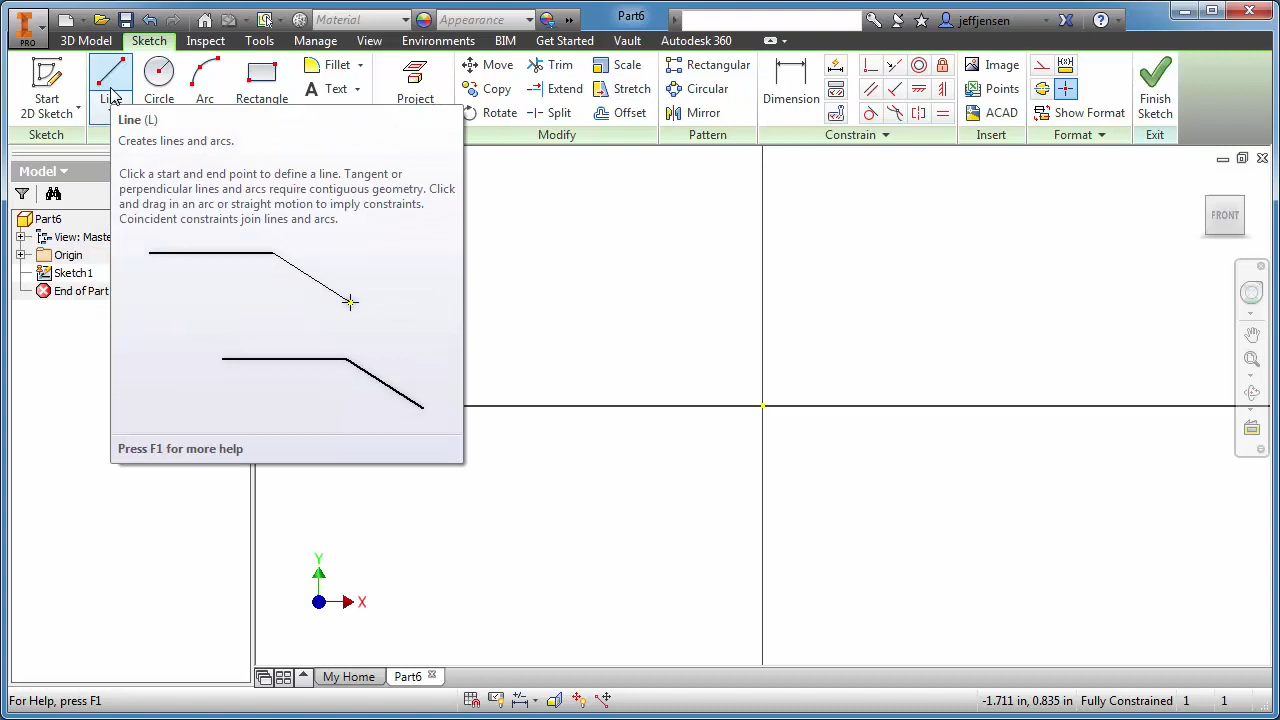 PRO
Material
Appearance
Part6
jeffjensen
3D Model Sketch Inspect Tools Manage View Environments BIM Get Started Vault Autodesk 360
Start
2D Sketch
Circle
Arc
Rectangle
Fillet
Text
Project
Move
Copy
Rotate
Trim
Extend
Split
Scale
Stretch
Offset
Rectangular
Circular
Mirror
Dimension
Image
Points
ACAD
Show Format
Finish
Sketch
Sketch Modify Pattern Constrain Insert Format Exit
Line (L)
Creates lines and arcs.
Click a start and end point to define a line. Tangent or
perpendicular lines and arcs require contiguous geometry. Click
and drag in an arc or straight motion to imply constraints.
Coincident constraints join lines and arcs.
Press F1 for more help
Model
Part6
View: Maste
Origin
Sketch1
End of Part
FRONT
Y
X
My Home Part6
For Help, press F1
-1.711 in, 0.835 in Fully Constrained 1 1